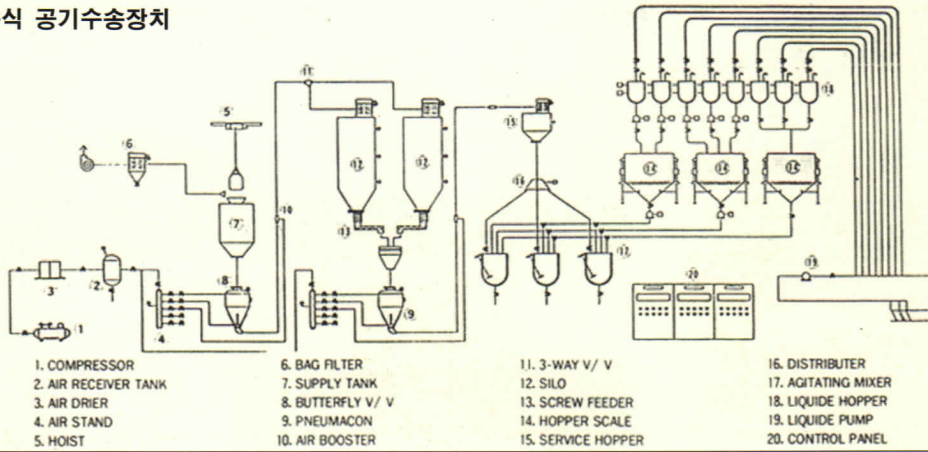 식 공기수송장치
1. COMPRESSOR
2. AIR RECEIVER TANK
3. AIR DRIER
4. AIR STAND
5. HOIST
6. BAG FILTER
7. SUPPLY TANK
8. BUTTERFLY V/ V
9. PNEUMACON
10. AIR BOOSTER
11. 3-WAY V/ V
12. SILO
13. SCREW FEEDER
14. HOPPER SCALE
15. SERVICE HOPPER
16. DISTRIBUTER
17. AGITATING MIXER
18. LIQUIDE HOPPER
19. LIQUIDE PUMP
20. CONTROL PANEL